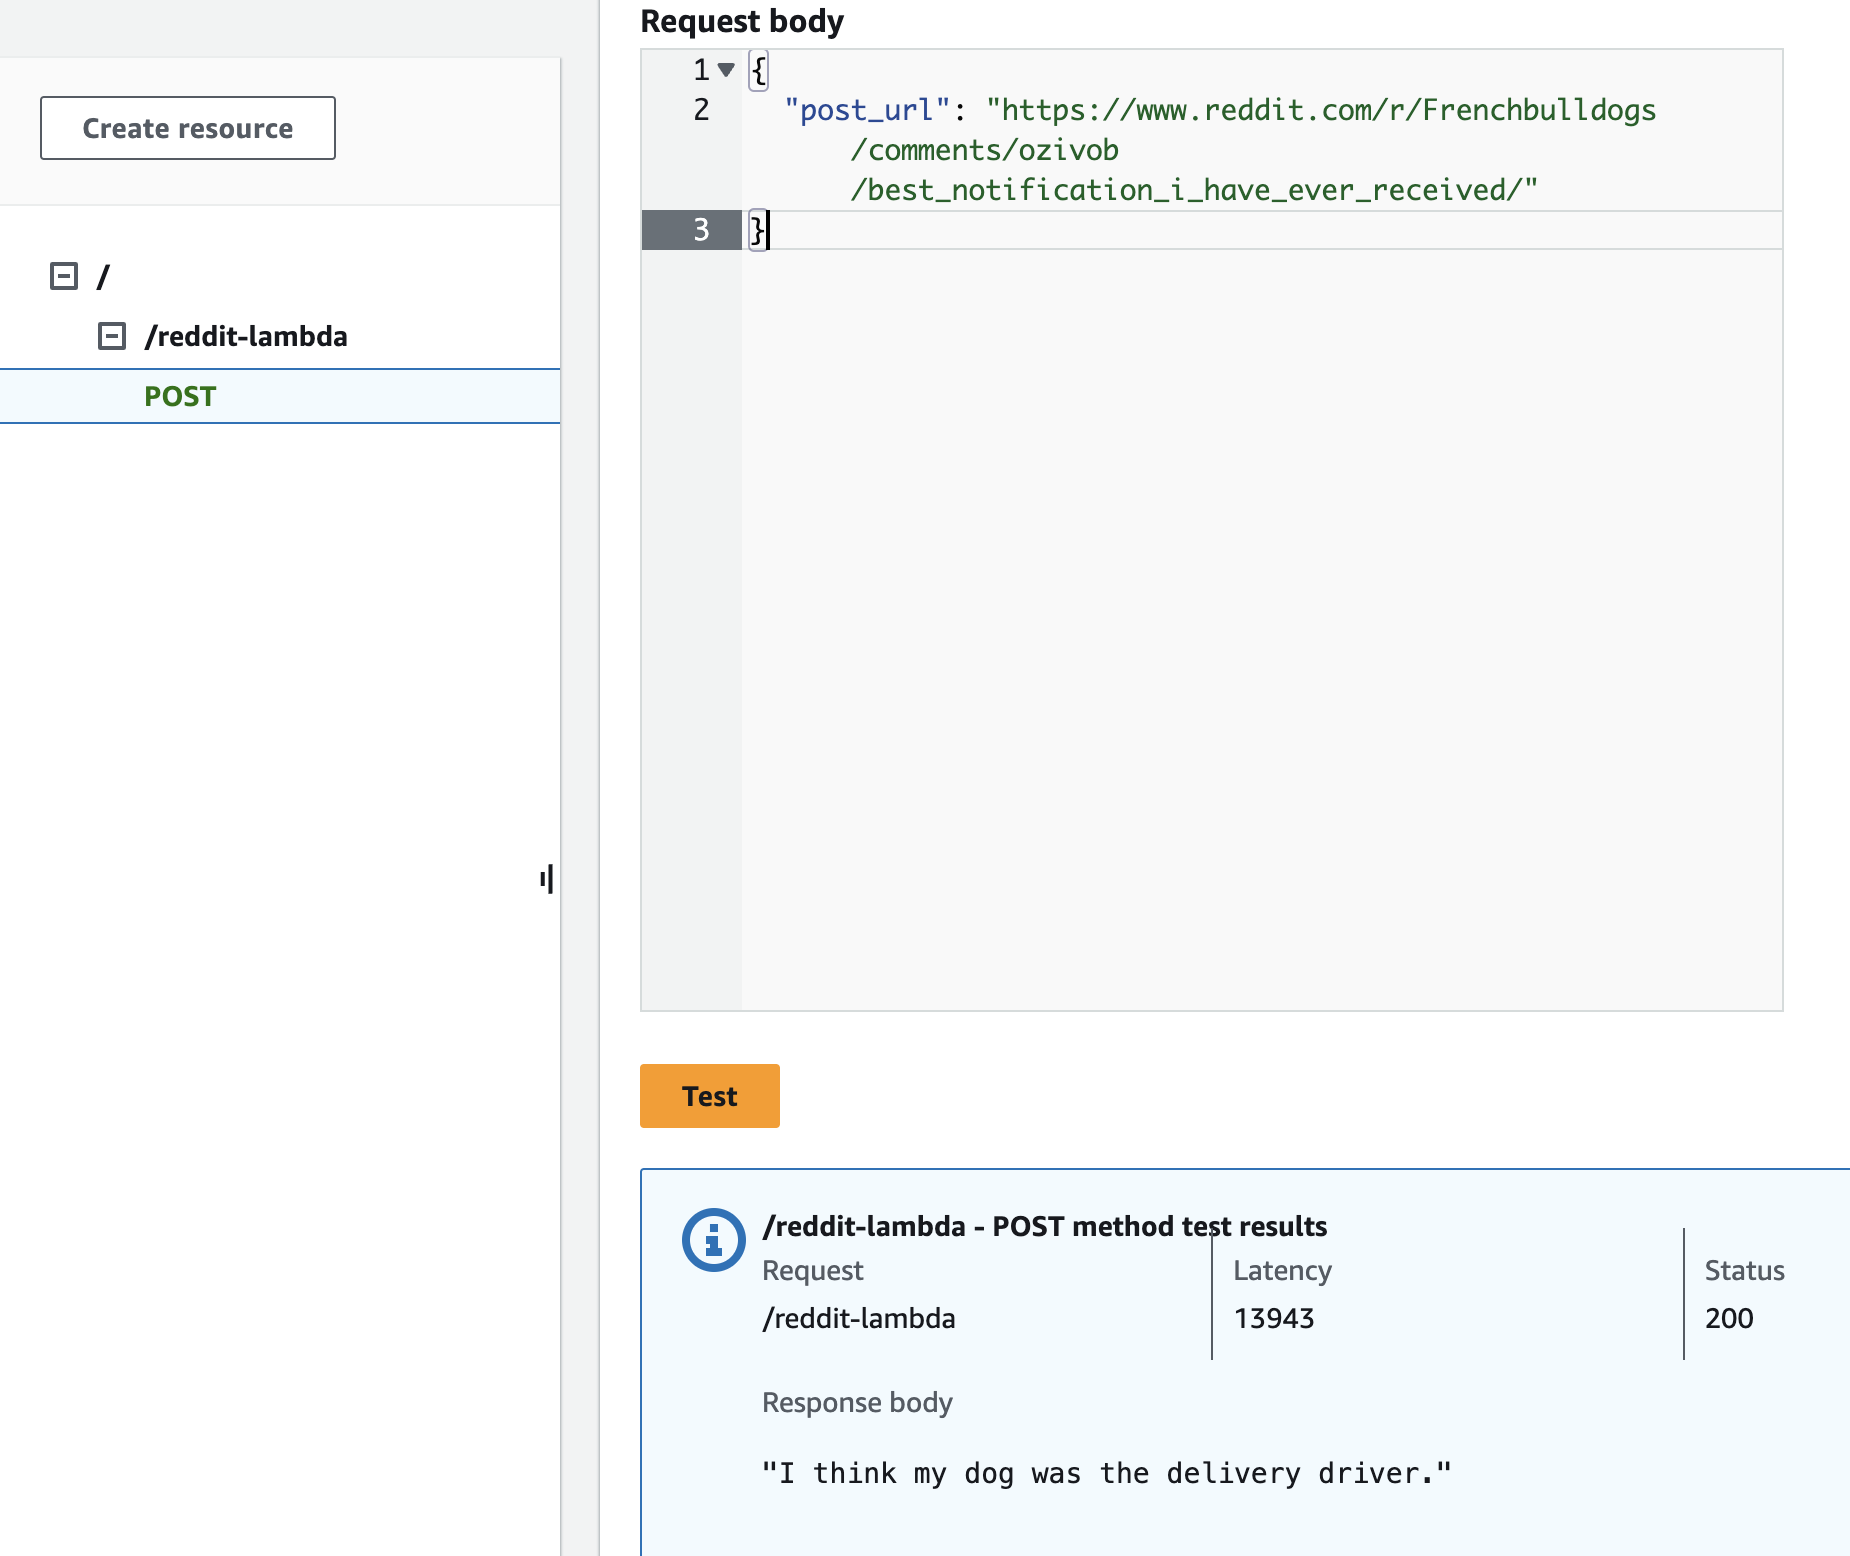 Request body
Create resource
1 {
2 "post_url": "https://www.reddit.com/r/Frenchbulldogs
/comments/ozivob
/best_notification_i_have_ever_received/"
3 }
/
/reddit-lambda
POST
Test
/reddit-lambda - POST method test results
Request
/reddit-lambda
Latency
13943
Status
200
Response body
"I think my dog was the delivery driver."